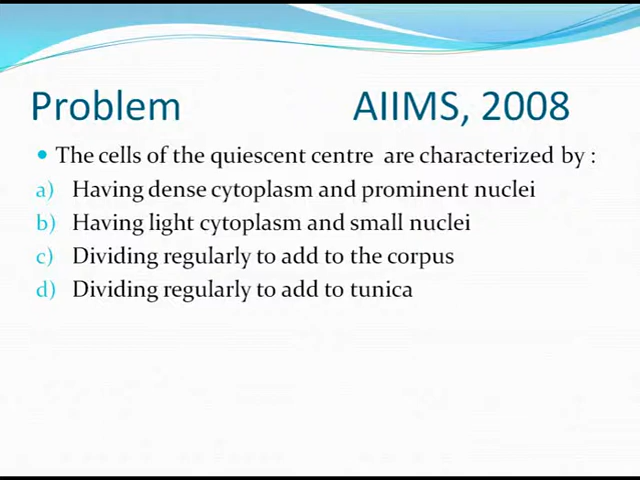 Problem AIIMS, 2008
• The cells of the quiescent centre are characterized by :
a) Having dense cytoplasm and prominent nuclei
b) Having light cytoplasm and small nuclei
c) Dividing regularly to add to the corpus
d) Dividing regularly to add to tunica